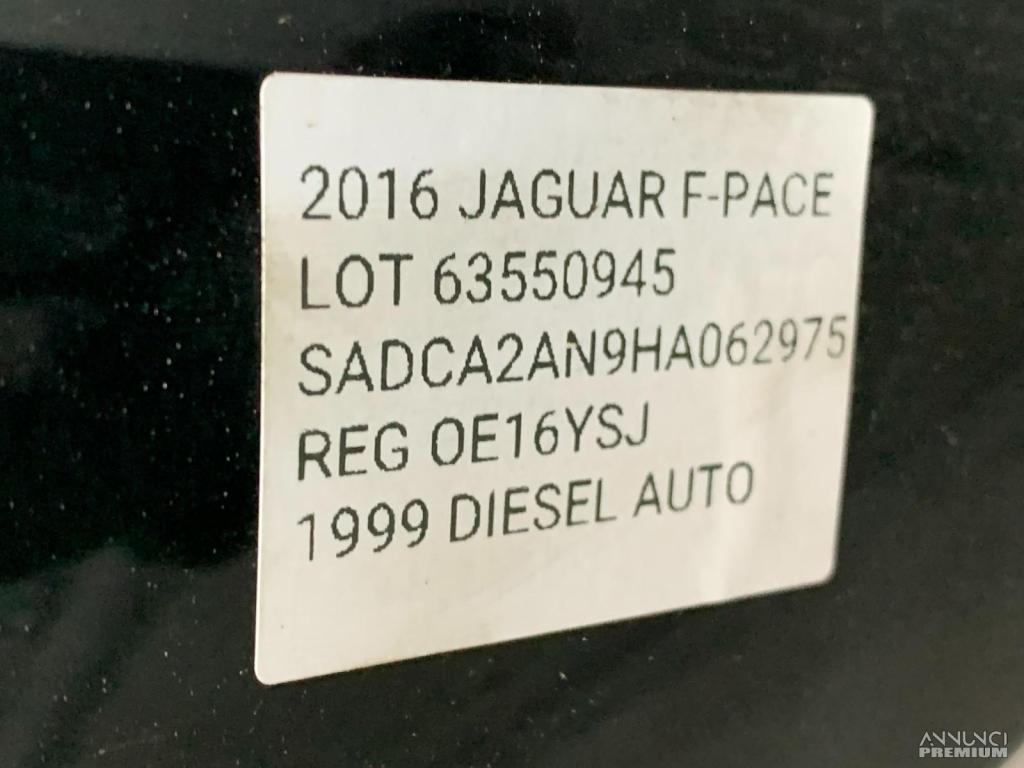 2016 JAGUAR F-PACE
LOT 63550945
SADCA2AN9HA062975
REG OE16YSJ
1999 DIESEL AUTO
ANNUNCI
PREMIUM